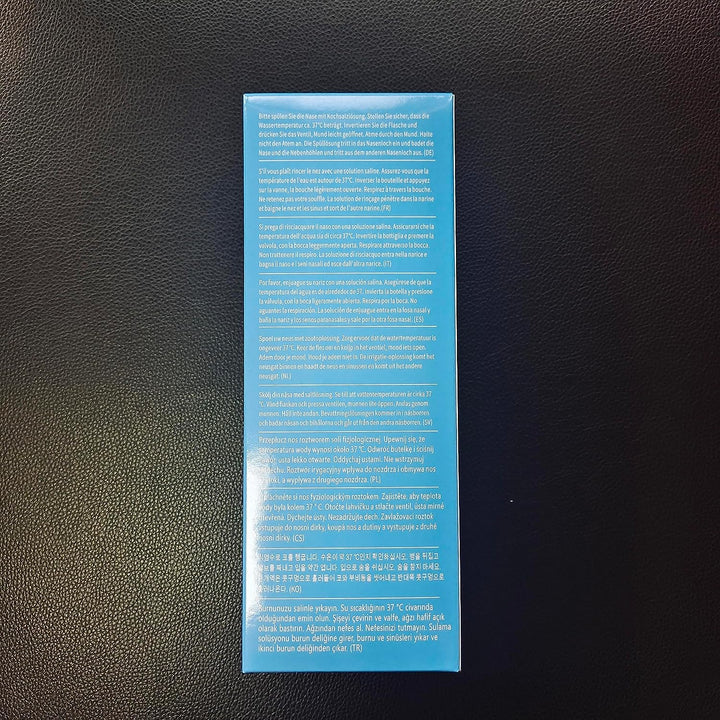 Bitte spülen Sie die Nase mit Kochsalzlösung. Stellen Sie sicher, dass die
Wassertemperatur ca. 37°C beträgt. Invertieren Sie die Flasche und
drücken Sie das Ventil, Mund leicht geöffnet. Atme durch den Mund. Halte
nicht den Atem an. Die Spüllösung tritt in das Nasenloch ein und badet die
Nase und die Nebenhöhlen und tritt aus dem anderen Nasenloch aus. (DE)
S'il vous plaît rincer le nez avec une solution saline. Assurez-vous que la
température de l'eau est autour de 37°C. Inverser la bouteille et appuyez
sur la vanne, la bouche légèrement ouverte. Respirez à travers la bouche.
Ne retenez pas votre souffle. La solution de rinçage pénètre dans la narine
et baigne le nez et les sinus et sort de l'autre narine. (FR)
Si prega di risciacquare il naso con una soluzione salina. Assicurarsi che la
temperatura dell'acqua sia di circa 37°C. Invertire la bottiglia e premere la
valvola, con la bocca leggermente aperta. Respirare attraverso la bocca.
Non trattenere il respiro. La soluzione di risciacquo entra nella narice e
bagna il naso e i seni nasali ed esce dall'altra narice. (IT)
Por favor, enjuague su nariz con una solución salina. Asegúrese de que la
temperatura del agua es de alrededor de 37. Invierta la botella y presione la
válvula, con la boca ligeramente abierta. Respira por la boca. No
aguantes la respiración. La solución de enjuague entra en la fosa nasal y
baña la nariz y los senos paranasales y sale por la otra fosa nasal. (ES)
Spoel uw neus met zoutoplossing. Zorg ervoor dat de watertemperatuur is
ongeveer 37 °C. Keer de fles om en knijp in het ventiel, mond iets open.
Adem door je mond. Houd je adem niet in. De irrigatie-oplossing komt het
neusgat binnen en baadt de neus en sinussen en komt uit het andere
neusgat. (NL)
Skölj din näsa med saltlösning. Se till att vattentemperaturen är cirka 37
°C. Vänd flaskan och pressa ventilen, munnen öppen. Andas genom
munnen. Håll inte andan. Bevattningslösningen kommer in i näsborren
och badar näsan och bihålorna och går ut från den andra näsborren. (SV)
Przepłucz nos roztworem soli fizjologicznej. Upewnij się, że
temperatura wody wynosi około 37 °C. Odwróć butelkę i ściśnij
usta lekko otwarte. Oddychaj ustami. Nie wstrzymuj
oddechu. Roztwór irygacyjny wpływa do nozdrza i obmywa nos
i zatoki, a wypływa z drugiego nozdrza. (PL)
nos fyziologickým roztokem. Zajistěte, aby teplota
vody byla kolem 37 °C. Otočte lahvičku a stlačte ventil, ústa mírně
otevřená. Dýchejte ústy. Nezadržujte dech. Zavlažovací roztok
vstupuje do nosní dírky, koupá nos a dutiny a vystupuje z druhé
nosní dírky. (CS)
식염수로 코를 헹굽니다. 수온이 약 37 °C인지 확인하십시오. 병을 뒤집고
밸브를 짜내고 입을 약간 엽니다. 입으로 숨을 쉬십시오. 숨을 참지 마세요.
콧구멍으로 흘러들어 코와 부비동을 씻어내고 반대쪽 콧구멍으로
흘러나온다. (KO)
Burnunuzu salinle yıkayın. Su sıcaklığının 37 °C civarında
olduğundan emin olun. Şişeyi çevirin ve valfe, ağzı hafif açık
olarak bastırın. Ağzından nefes al. Nefesinizi tutmayın. Sulama
solüsyonu burun deliğine girer, burnu ve sinüsleri yıkar ve
ikinci burun deliğinden çıkar. (TR)